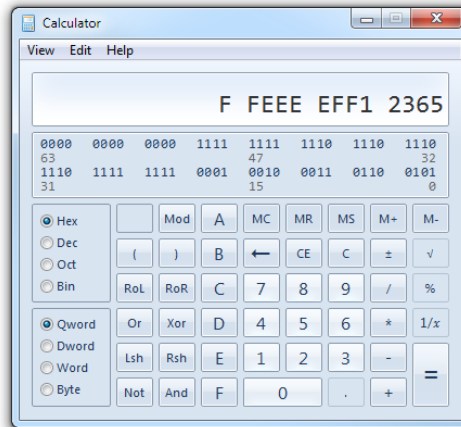 Calculator
View Edit Help
F FEEE EFF1 2365
0000 0000 0000 1111 1111 1110 1110 1110
63 47 32
1110 1111 1111 0001 0010 0011 0110 0101
31 15 0
Hex Mod A MC MR MS M+ M-
Dec ( ) B ← CE C ± √
Oct
Bin RoL RoR C 7 8 9 / %
Qword Or Xor D 4 5 6 * 1/x
Dword
Word Lsh Rsh E 1 2 3 - =
Byte Not And F 0 . +